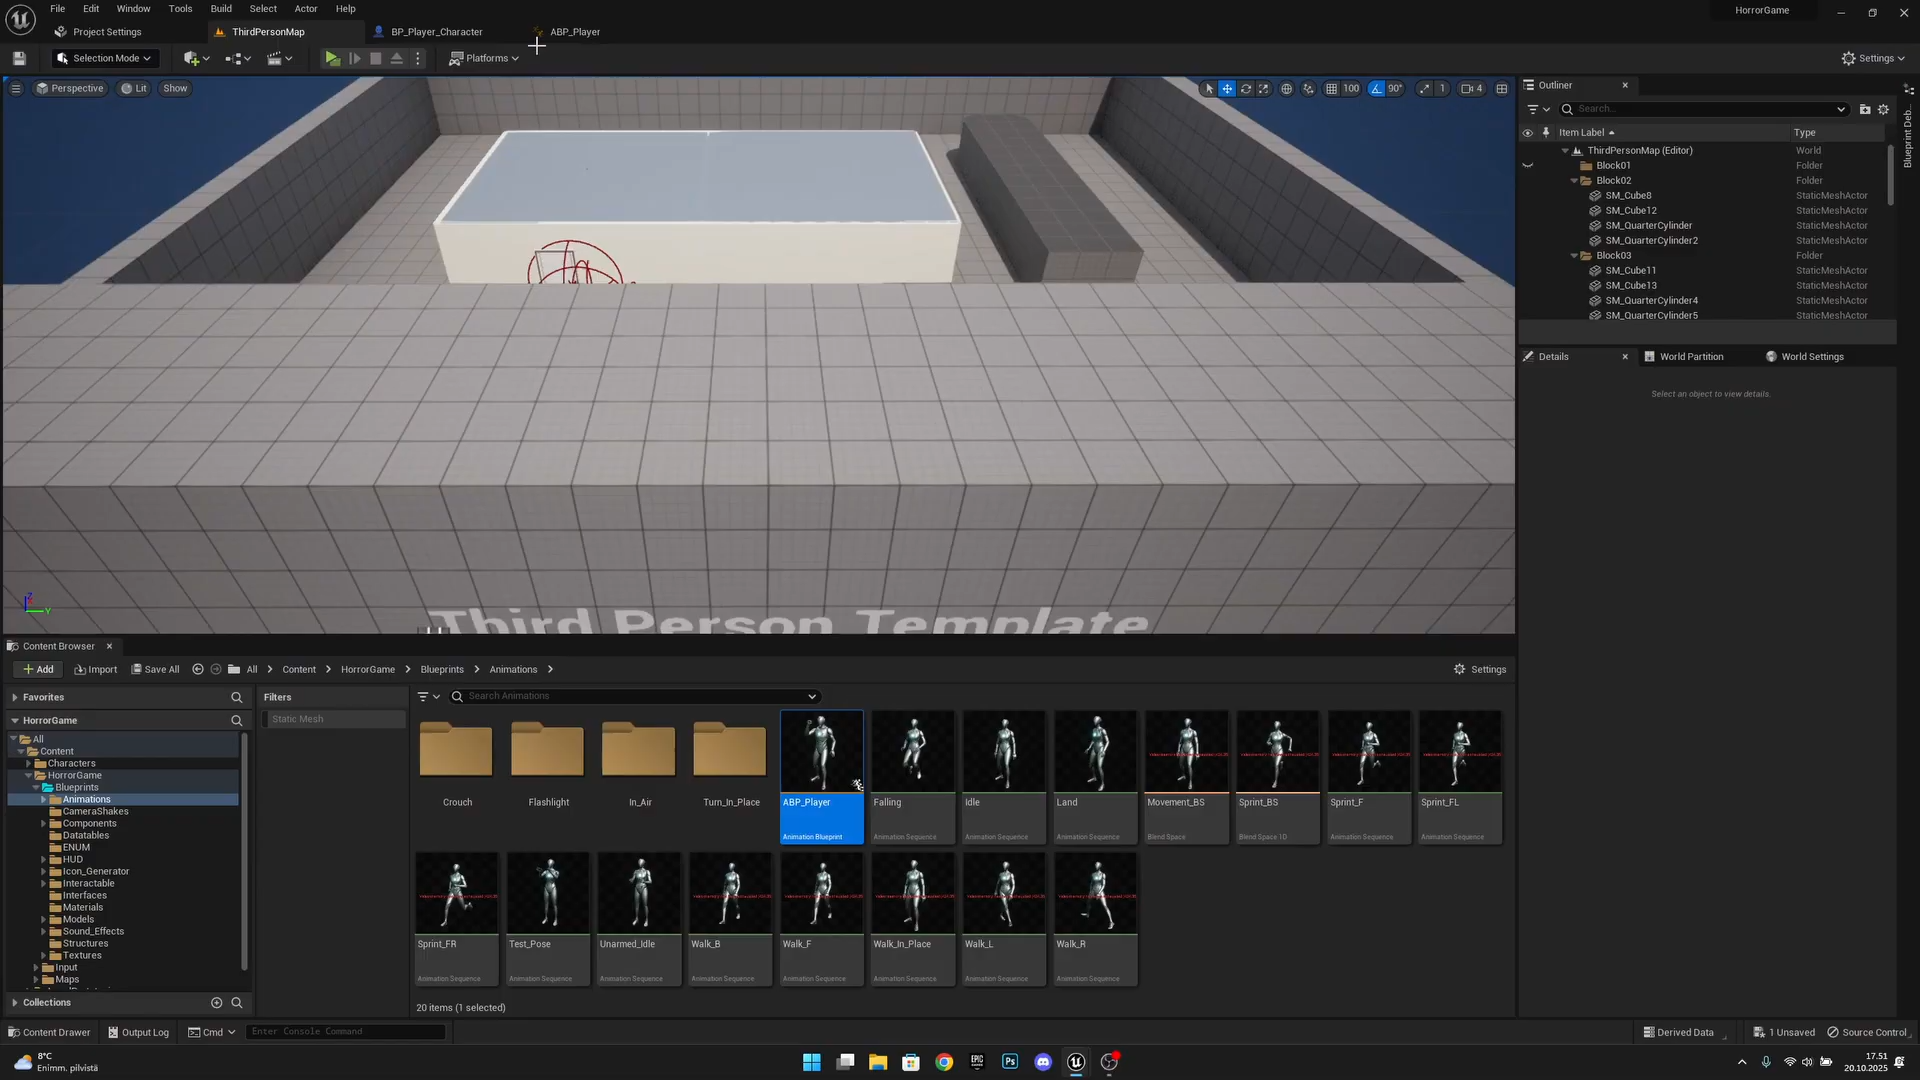 File Edit Window Tools Build Select Actor Help
HorrorGame
Project Settings
ThirdPersonMap
BP_Player_Character
ABP_Player
Selection Mode
Platforms
Settings
Perspective
Lit
Show
100
90°
1
4
Third Person Template
Outliner
Search...
Item Label
Type
ThirdPersonMap (Editor) World
Block01 Folder
Block02 Folder
SM_Cube8 StaticMeshActor
SM_Cube12 StaticMeshActor
SM_QuarterCylinder StaticMeshActor
SM_QuarterCylinder2 StaticMeshActor
Block03 Folder
SM_Cube11 StaticMeshActor
SM_Cube13 StaticMeshActor
SM_QuarterCylinder4 StaticMeshActor
SM_QuarterCylinder5 StaticMeshActor
Blueprint Deb...
Details
World Partition
World Settings
Select an object to view details.
Content Browser
Add
Import
Save All
All
Content
HorrorGame
Blueprints
Animations
Settings
Favorites
HorrorGame
All
Content
Characters
HorrorGame
Blueprints
Animations
CameraShakes
Components
Datatables
ENUM
HUD
Icon_Generator
Interactable
Interfaces
Materials
Models
Sound_Effects
Structures
Textures
Input
Maps
Collections
Filters
Static Mesh
Search Animations
Crouch
Flashlight
In_Air
Turn_In_Place
ABP_Player
Animation Blueprint
Falling
Animation Sequence
Idle
Animation Sequence
Land
Animation Sequence
Movement_BS
Blend Space
Sprint_BS
Blend Space 1D
Sprint_F
Animation Sequence
Sprint_FL
Animation Sequence
Sprint_FR
Animation Sequence
Test_Pose
Animation Sequence
Unarmed_Idle
Animation Sequence
Walk_B
Animation Sequence
Walk_F
Animation Sequence
Walk_In_Place
Animation Sequence
Walk_L
Animation Sequence
Walk_R
Animation Sequence
20 items (1 selected)
Content Drawer
Output Log
Cmd
Enter Console Command
Derived Data
1 Unsaved
Source Control
8°C
Enimm. pilvistä
EPIC
Ps
17.51
20.10.2025